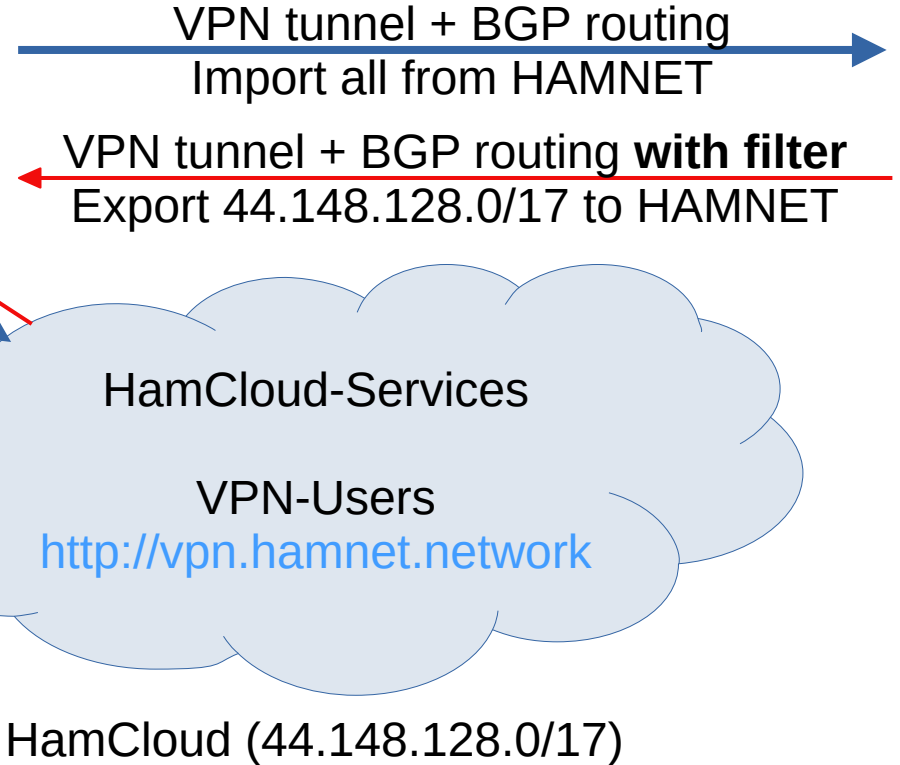 VPN tunnel + BGP routing
Import all from HAMNET
VPN tunnel + BGP routing with filter
Export 44.148.128.0/17 to HAMNET
HamCloud-Services
VPN-Users
http://vpn.hamnet.network
HamCloud (44.148.128.0/17)